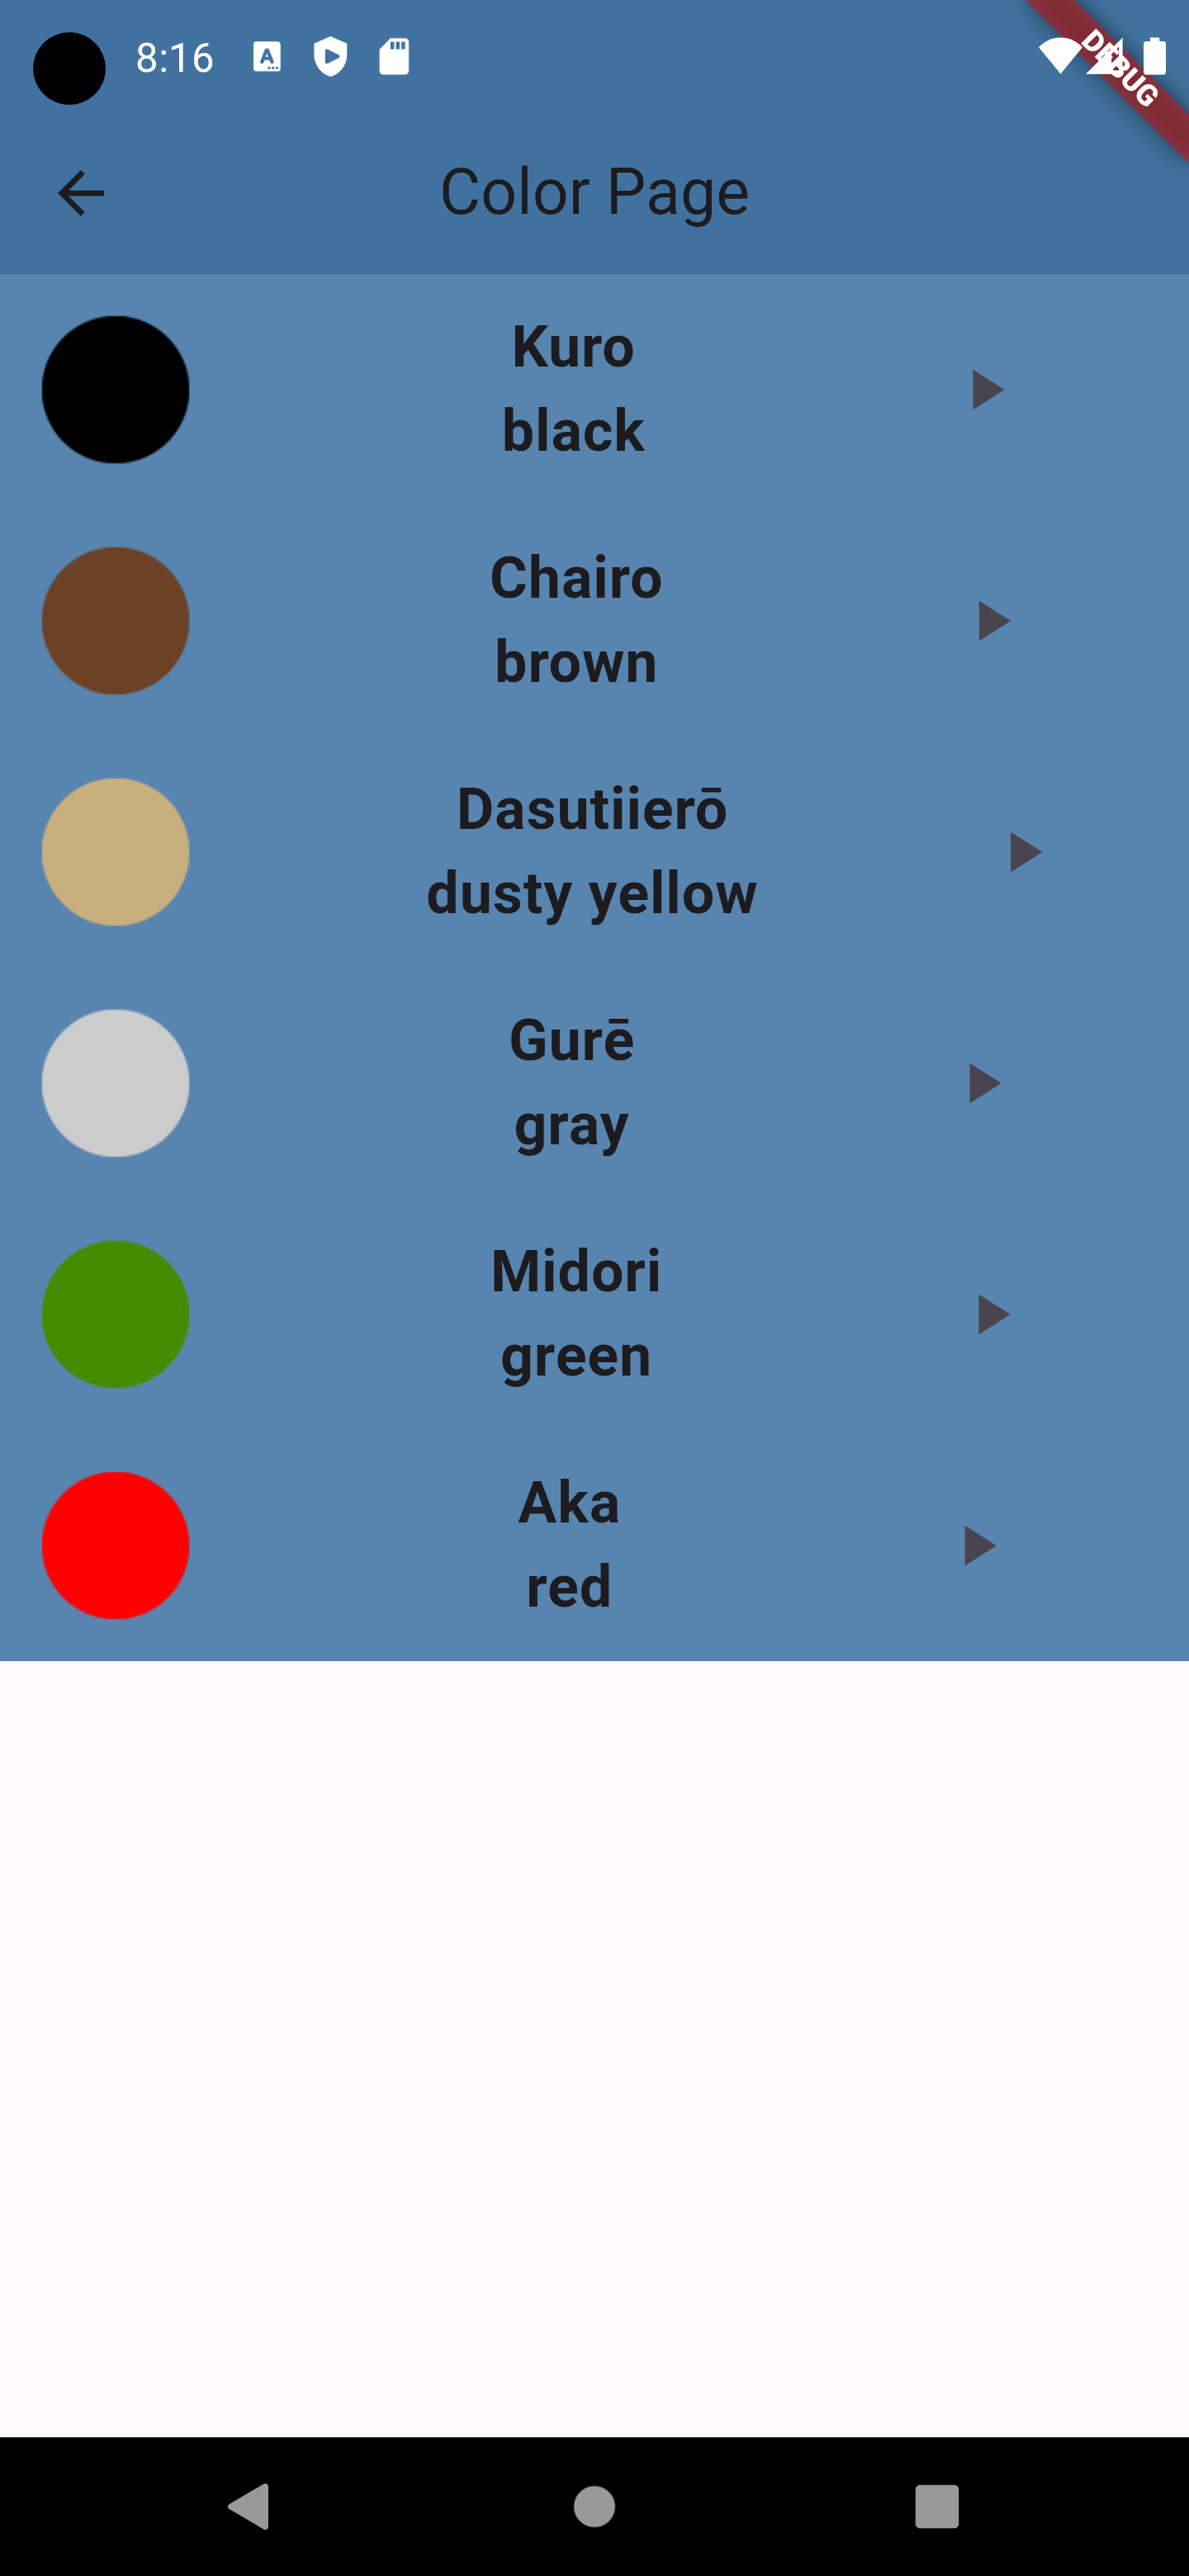 8:16
DEBUG
Color Page
Kuro
black
Chairo
brown
Dasutiierō
dusty yellow
Gurē
gray
Midori
green
Aka
red